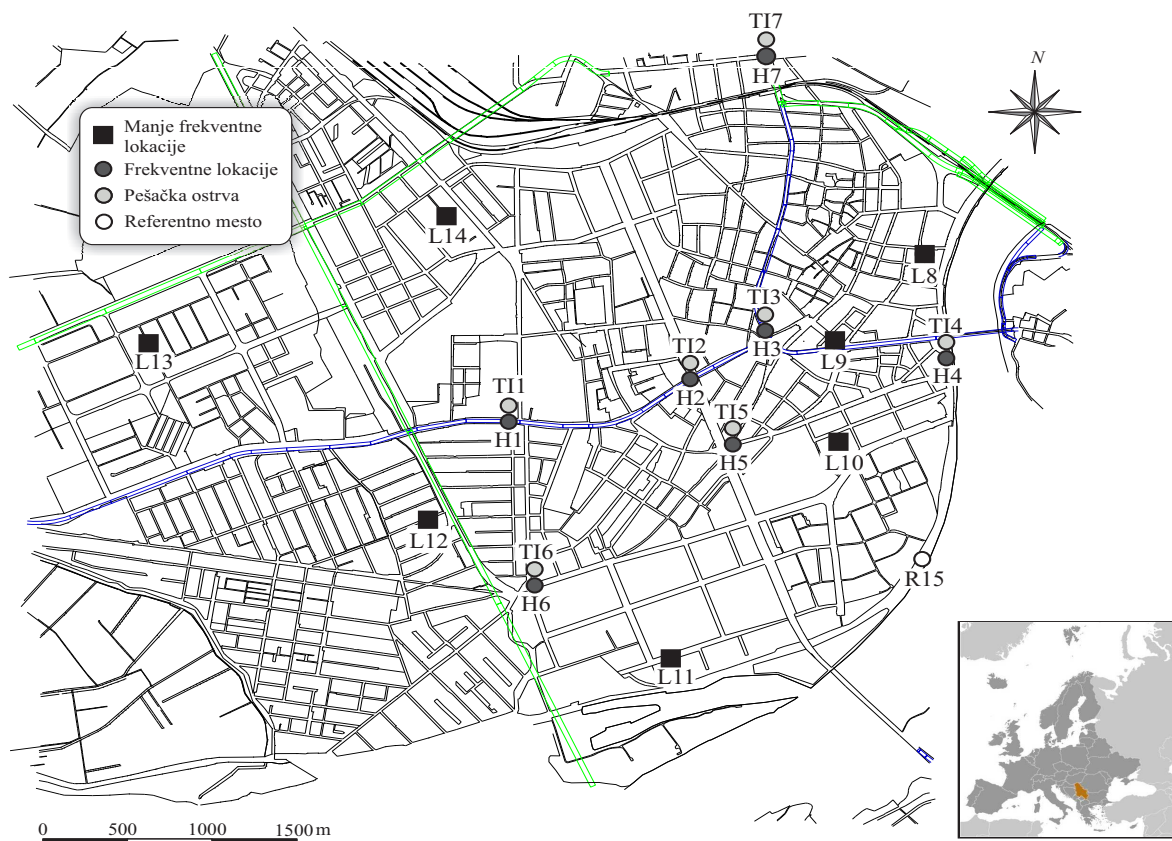 TI7
H7
N
Manje frekventne
lokacije
Frekventne lokacije
Pešačka ostrva
Referentno mesto
L14
L8
TI3
H3
L9
TI4
H4
L13
TI2
H2
TI1
H1
TI5
H5
L10
L12
TI6
H6
R15
L11
0 500 1000 1500 m